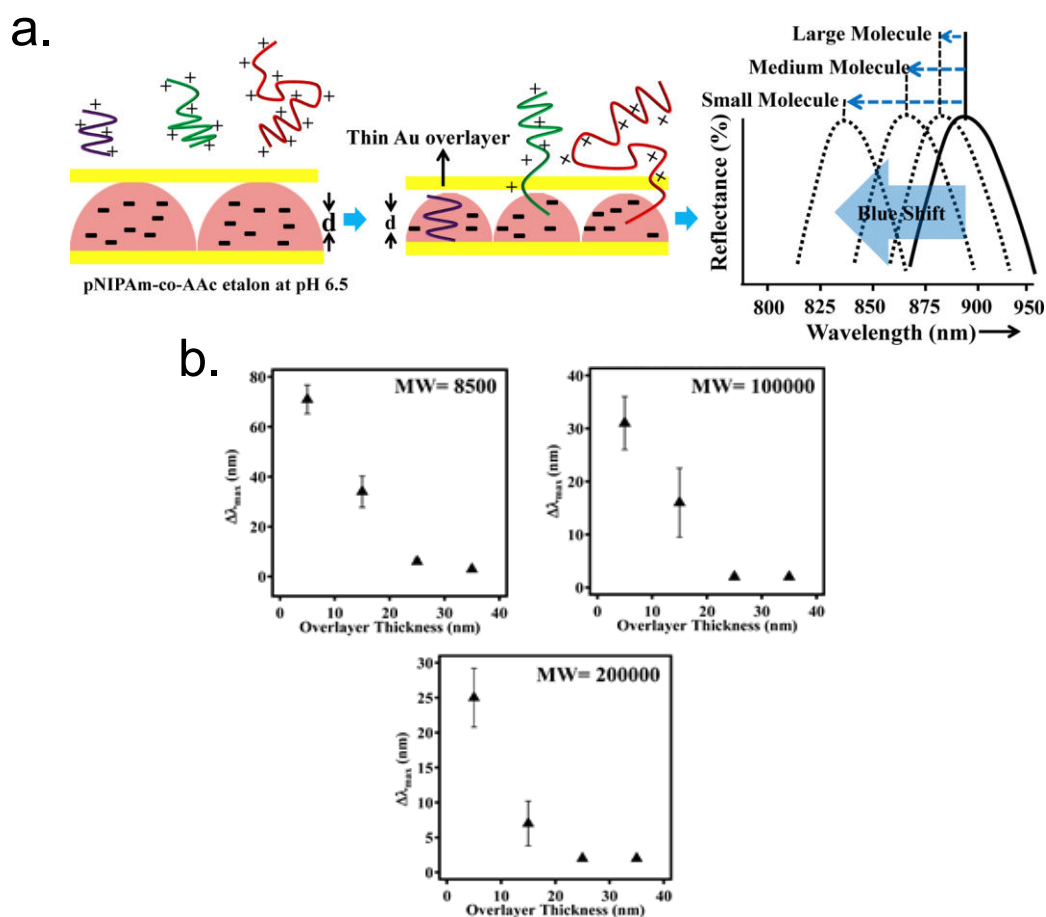 a.
Thin Au overlayer
d
d
pNIPAm-co-AAc etalon at pH 6.5
Large Molecule
Medium Molecule
Small Molecule
Reflectance (%)
Blue Shift
800 825 850 875 900 950
Wavelength (nm)
b.
MW= 8500
80
60
40
20
0
Δλmax (nm)
0 10 20 30 40
Overlayer Thickness (nm)
MW= 100000
40
30
20
10
0
Δλmax (nm)
0 10 20 30 40
Overlayer Thickness (nm)
MW= 200000
30
25
20
15
10
5
0
Δλmax (nm)
0 10 20 30 40
Overlayer Thickness (nm)